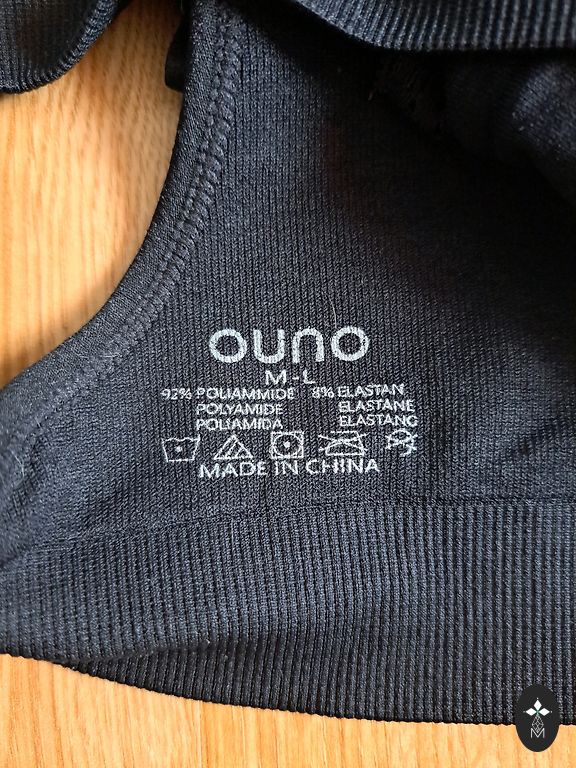 OUNO
M-L
92% POLIAMMIDE 8% ELASTAN
POLYAMIDE ELASTANE
POLIAMIDA ELASTANO
MADE IN CHINA
M